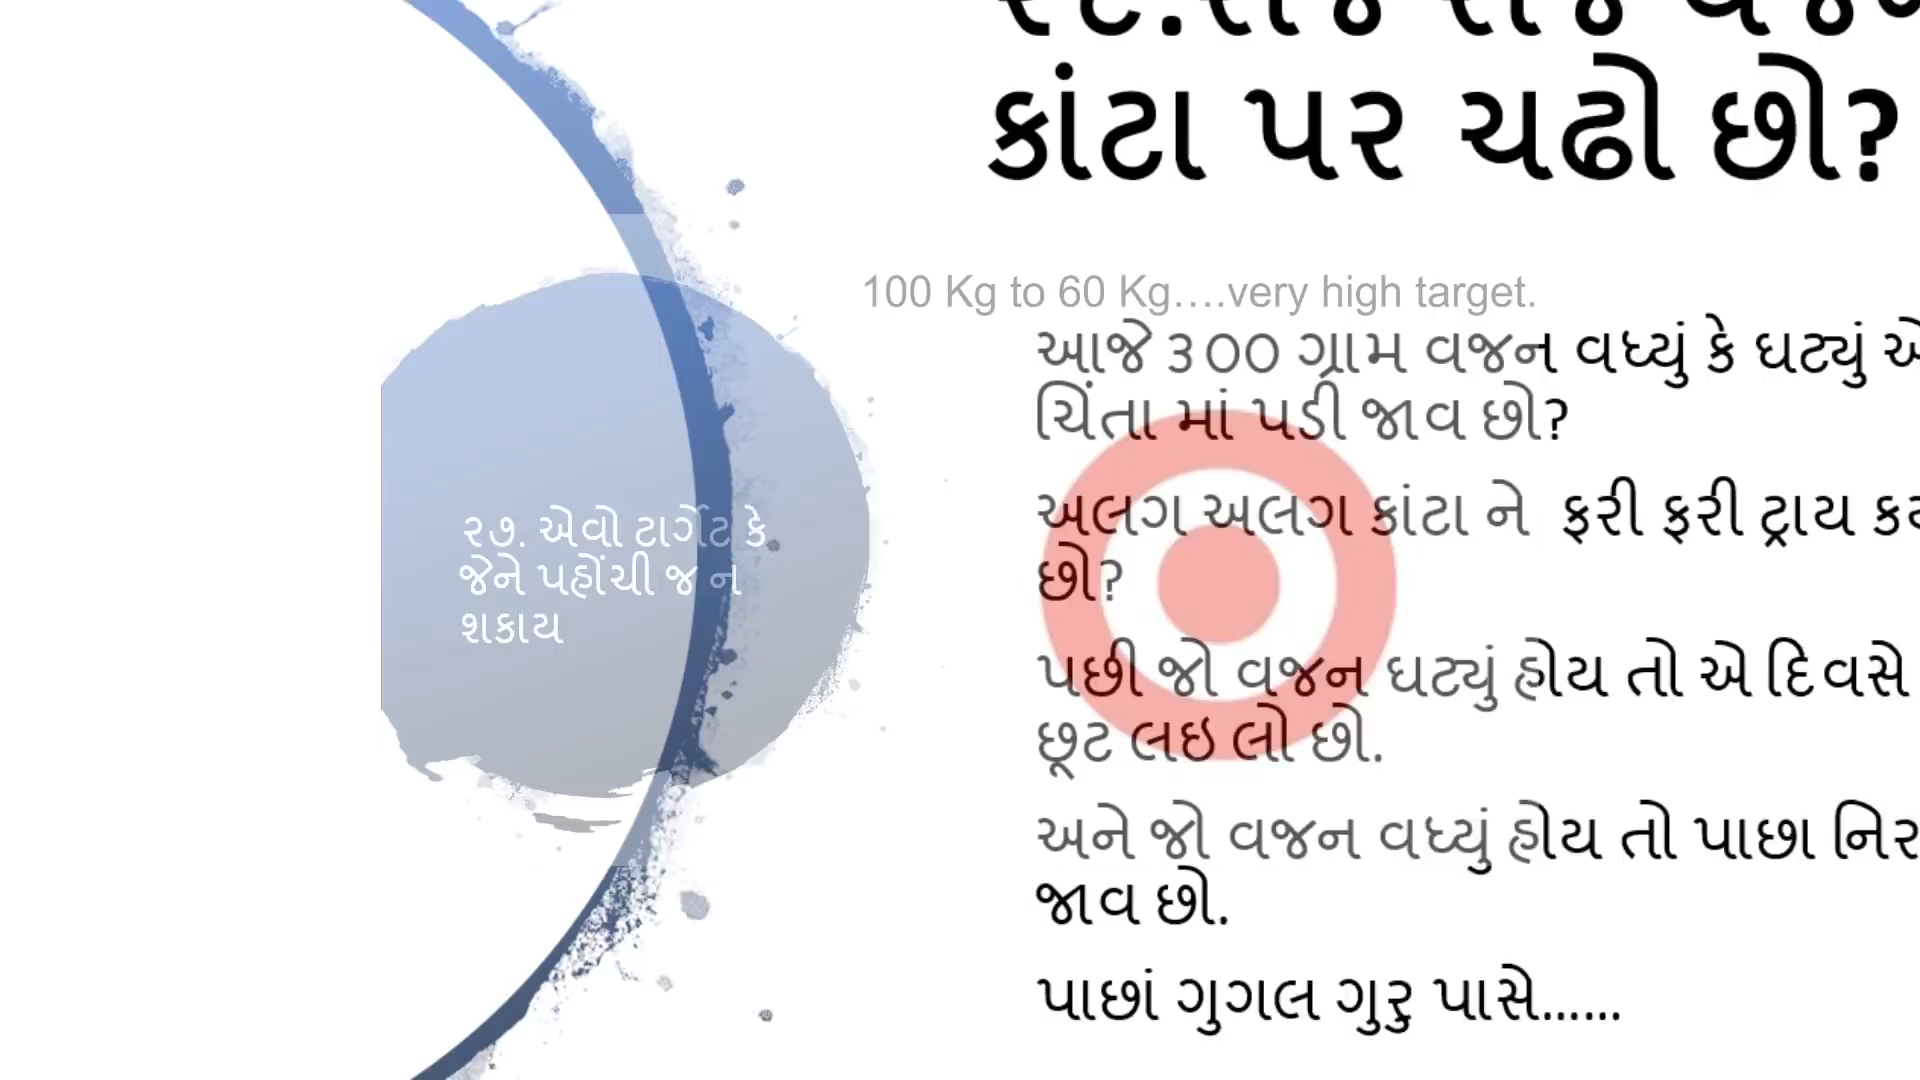 કાંટા પર ચઢો છો?
100 Kg to 60 Kg....very high target.
આજે ૩૦૦ ગ્રામ વજન વધ્યું કે ઘટ્યું
ચિંતા માં પડી જાવ છો?
અલગ અલગ કાંટા ને ફરી ફરી ટ્રાય
છો?
પછી જો વજન ઘટ્યું હોય તો એ દિવસે
છૂટ લઇ લો છો.
અને જો વજન વધ્યું હોય તો પાછા
જાવ છો.
પાછાં ગુગલ ગુરુ પાસે......
૨૭. એવો ટાર્ગેટ કે
જેને પહોંચી જ ન
શકાય